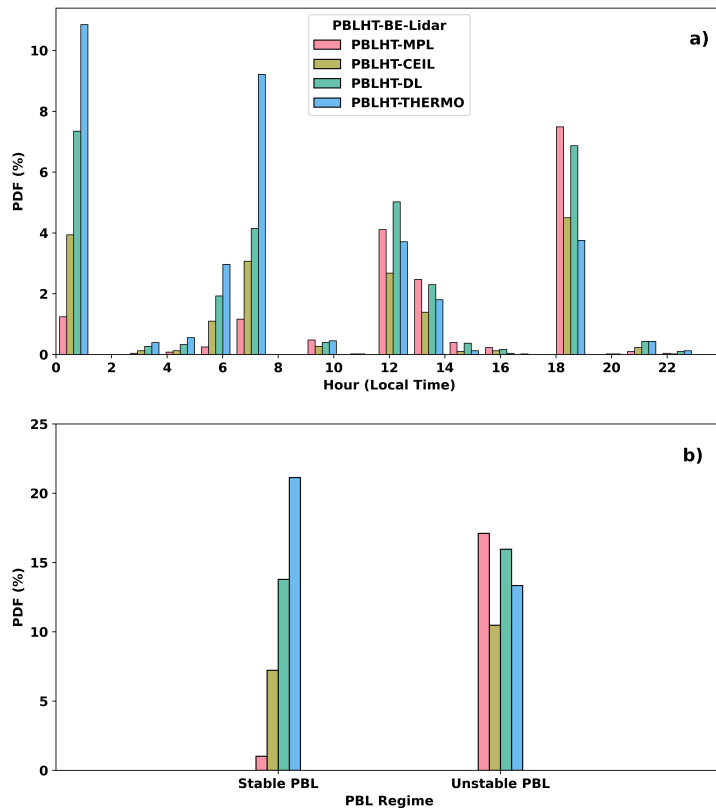 PBLHT-BE-Lidar
PBLHT-MPL
PBLHT-CEIL
PBLHT-DL
PBLHT-THERMO
a)
10
8
6
4
2
0
PDF (%)
0 2 4 6 8 10 12 14 16 18 20 22
Hour (Local Time)
b)
25
20
15
10
5
0
PDF (%)
Stable PBL Unstable PBL
PBL Regime